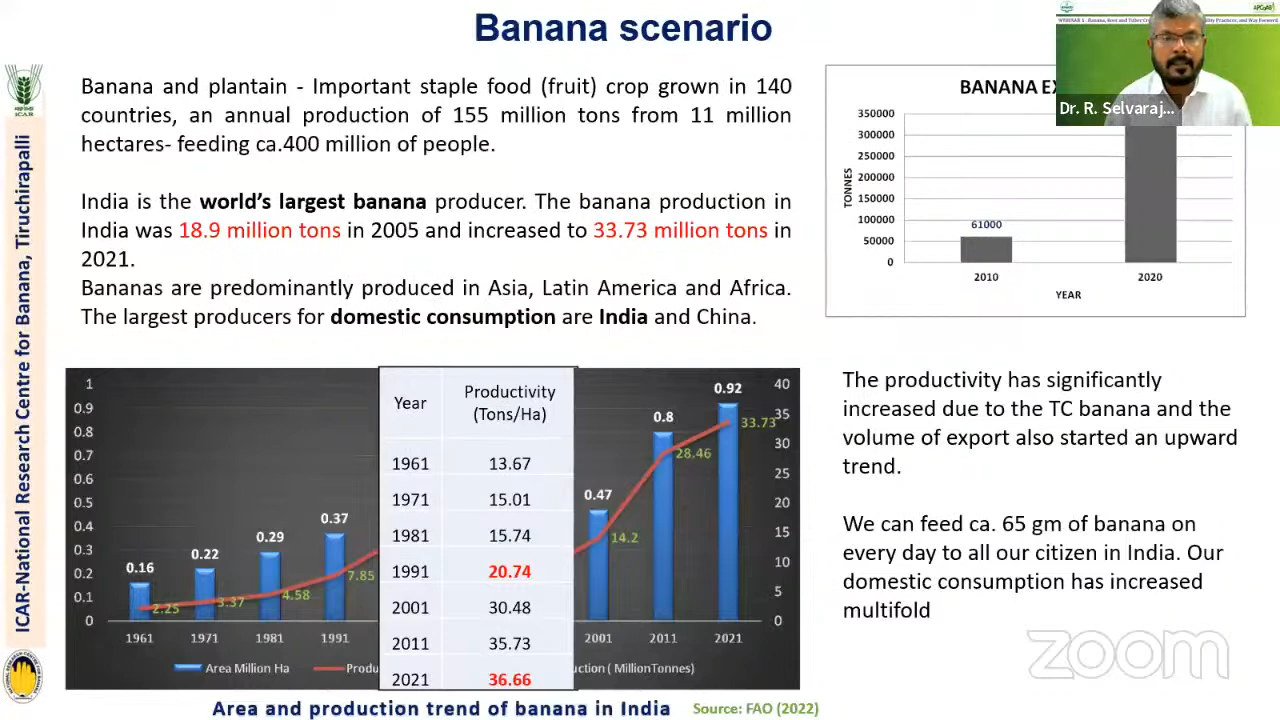 Banana scenario
Banana and plantain - Important staple food (fruit) crop grown in 140
countries, an annual production of 155 million tons from 11 million
hectares- feeding ca.400 million of people.
India is the world's largest banana producer. The banana production in
India was 18.9 million tons in 2005 and increased to 33.73 million tons in
2021.
Bananas are predominantly produced in Asia, Latin America and Africa.
The largest producers for domestic consumption are India and China.
ICAR
ICAR-National Research Centre for Banana, Tiruchirapalli
BANANA EX
TONNES
350000
300000
250000
200000
150000
100000
50000
0
61000
2010
2020
YEAR
Dr. R. Selvaraj...
1
0.9
0.8
0.7
0.6
0.5
0.4
0.3
0.2
0.1
0
0.16
0.22
0.29
0.37
0.47
0.8
0.92
2.25
3.37
4.58
7.85
14.2
28.46
33.73
40
35
30
25
20
15
10
5
0
1961
1971
1981
1991
2001
2011
2021
Area Million Ha
Produ
uction ( MillionTonnes)
Year Productivity
(Tons/Ha)
1961 13.67
1971 15.01
1981 15.74
1991 20.74
2001 30.48
2011 35.73
2021 36.66
Area and production trend of banana in India
Source: FAO (2022)
The productivity has significantly
increased due to the TC banana and the
volume of export also started an upward
trend.
We can feed ca. 65 gm of banana on
every day to all our citizen in India. Our
domestic consumption has increased
multifold
zoom